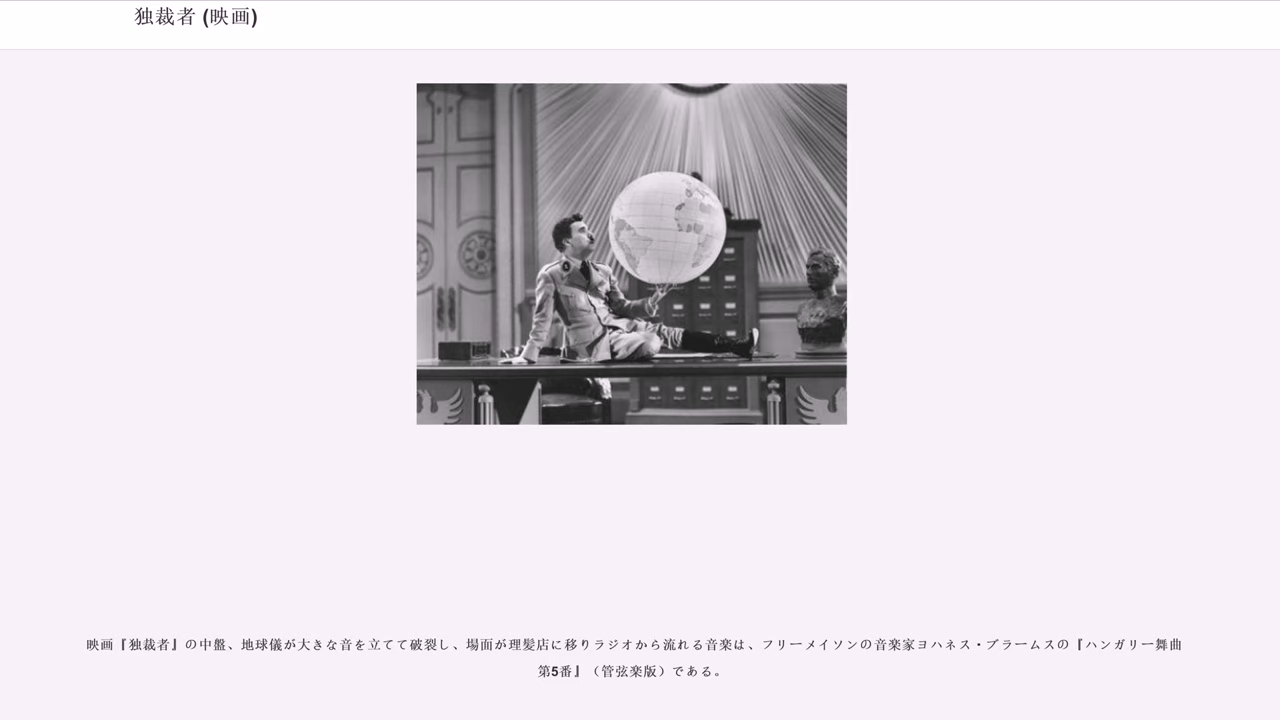 独裁者 (映画)
映画『独裁者』の中盤、地球儀が大きな音を立てて破裂し、場面が理髪店に移りラジオから流れる音楽は、フリーメイソンの音楽家ヨハネス・ブラームスの『ハンガリー舞曲
第5番』（管弦楽版）である。